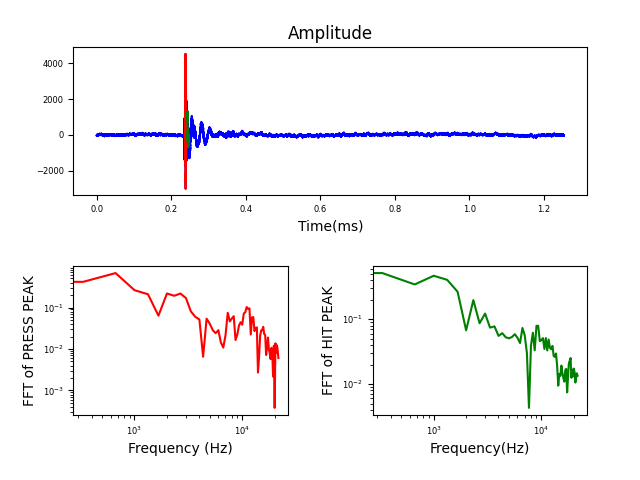 Amplitude
4000
2000
0
−2000
0.0 0.2 0.4 0.6 0.8 1.0 1.2
Time(ms)
FFT of PRESS PEAK
10⁻¹
10⁻²
10⁻³
10³ 10⁴
Frequency (Hz)
FFT of HIT PEAK
10⁻¹
10⁻²
10³ 10⁴
Frequency(Hz)